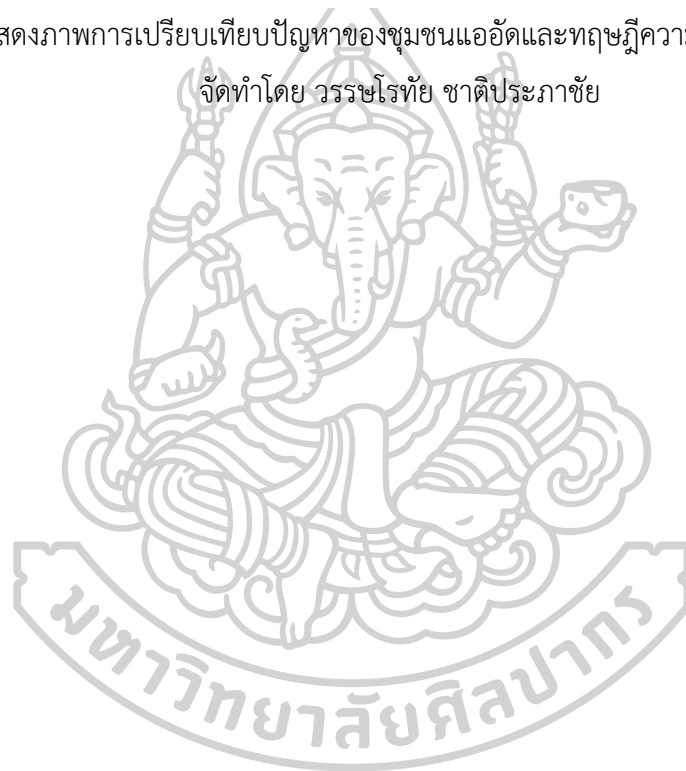 สดงภาพการเปรียบเทียบปัญหาของชุมชนแออัดและทฤษฎีควา
จัดทำโดย วรรษโรทัย ชาติประภาชัย
มหาวิทยาลัยศิลปากร